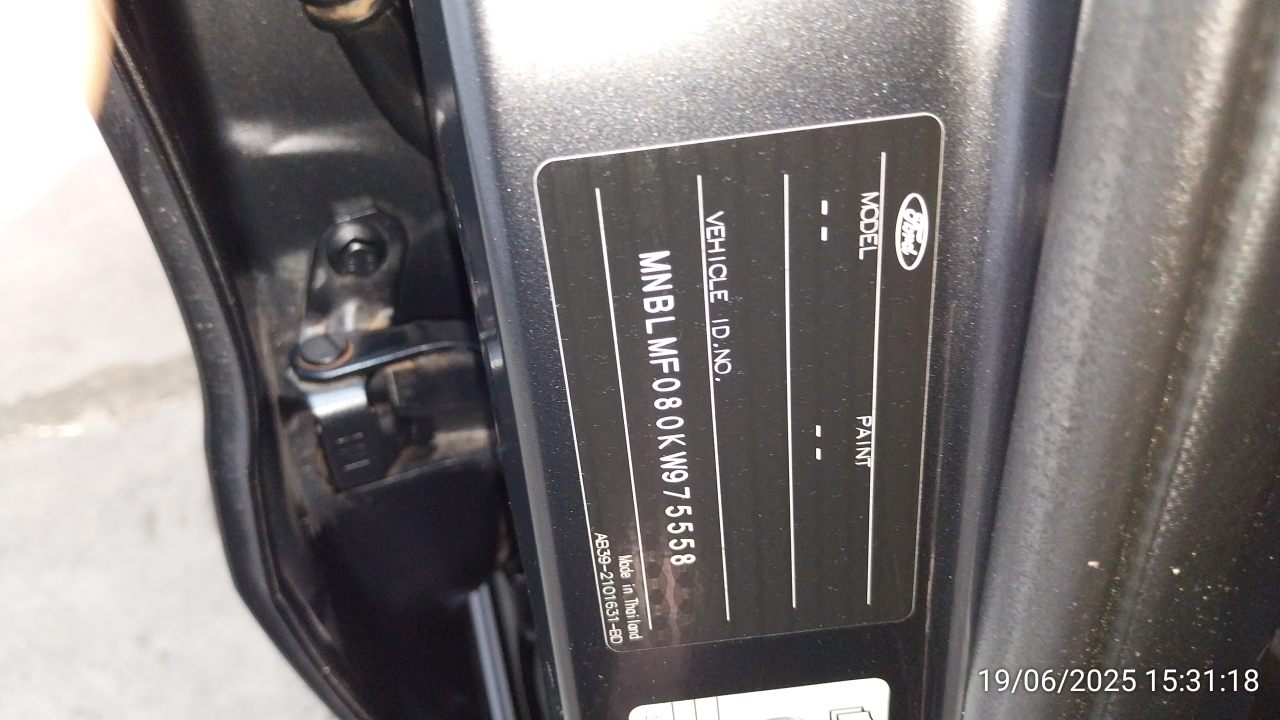 Ford
MODEL PAINT
-- --
VEHICLE ID.NO.
MNBLMF080KW975558
Made in Thailand
AB39-2101631-BD
19/06/2025 15:31:18